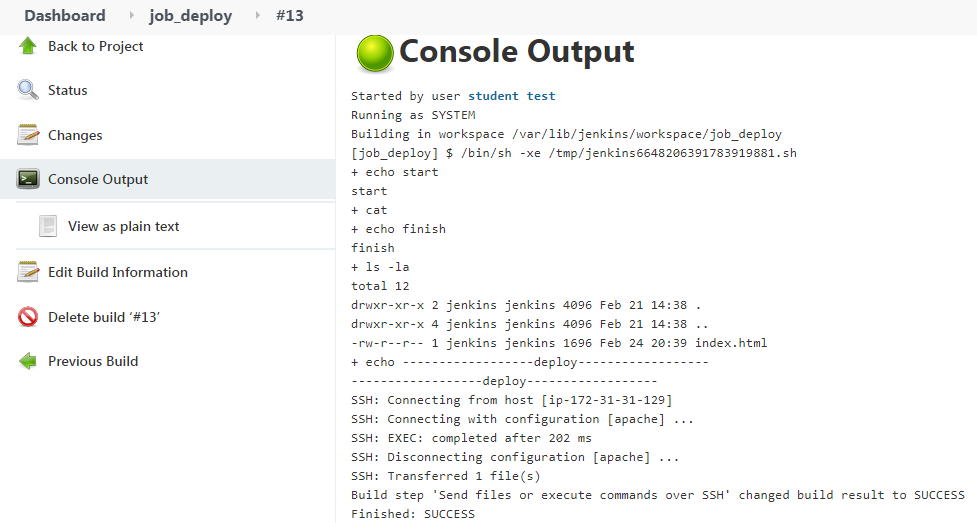 Dashboard job_deploy #13
Back to Project
Status
Changes
Console Output
View as plain text
Edit Build Information
Delete build ‘#13’
Previous Build
Console Output
Started by user student test
Running as SYSTEM
Building in workspace /var/lib/jenkins/workspace/job_deploy
[job_deploy] $ /bin/sh -xe /tmp/jenkins6648206391783919881.sh
+ echo start
start
+ cat
+ echo finish
finish
+ ls -la
total 12
drwxr-xr-x 2 jenkins jenkins 4096 Feb 21 14:38 .
drwxr-xr-x 4 jenkins jenkins 4096 Feb 21 14:38 ..
-rw-r--r-- 1 jenkins jenkins 1696 Feb 24 20:39 index.html
+ echo ------------------deploy------------------
------------------deploy------------------
SSH: Connecting from host [ip-172-31-31-129]
SSH: Connecting with configuration [apache] ...
SSH: EXEC: completed after 202 ms
SSH: Disconnecting configuration [apache] ...
SSH: Transferred 1 file(s)
Build step 'Send files or execute commands over SSH' changed build result to SUCCESS
Finished: SUCCESS